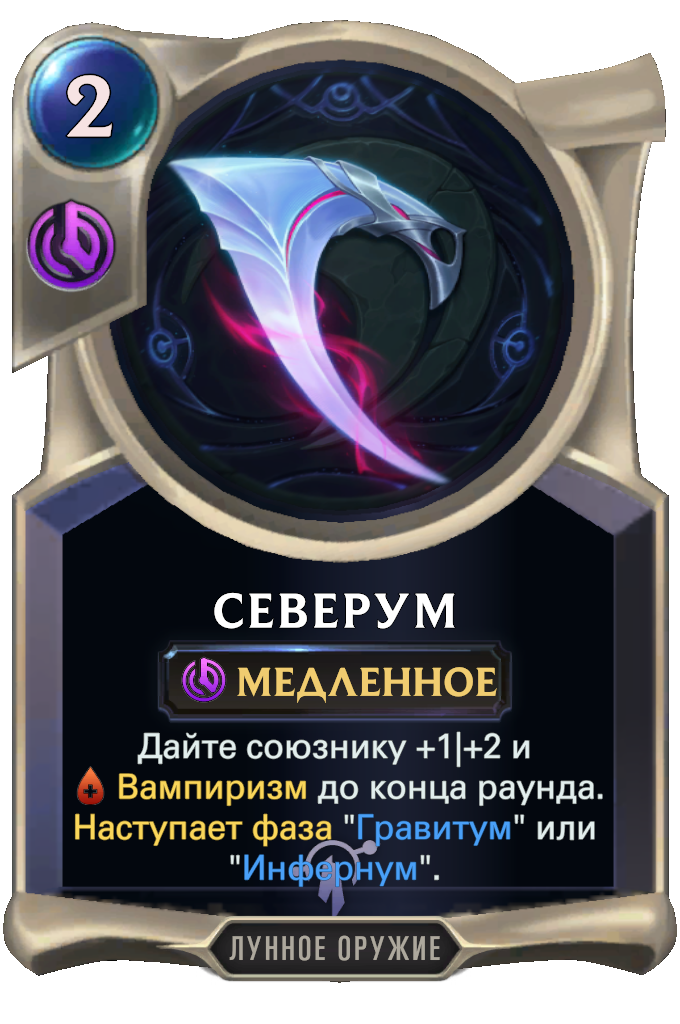 2
СЕВЕРУМ
МЕДЛЕННОЕ
Дайте союзнику +1|+2 и
Вампиризм до конца раунда.
Наступает фаза "Гравитум" или
"Инфернум".
ЛУННОЕ ОРУЖИЕ